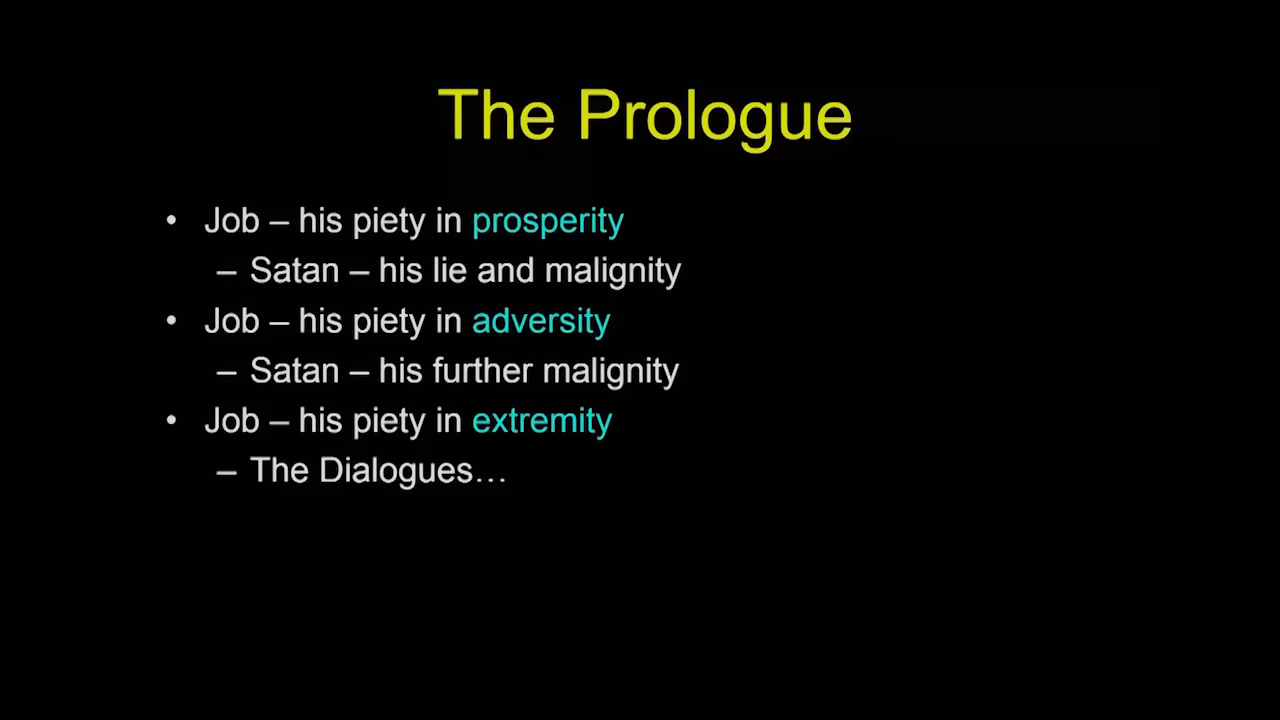 The Prologue
• Job – his piety in prosperity
– Satan – his lie and malignity
• Job – his piety in adversity
– Satan – his further malignity
• Job – his piety in extremity
– The Dialogues…